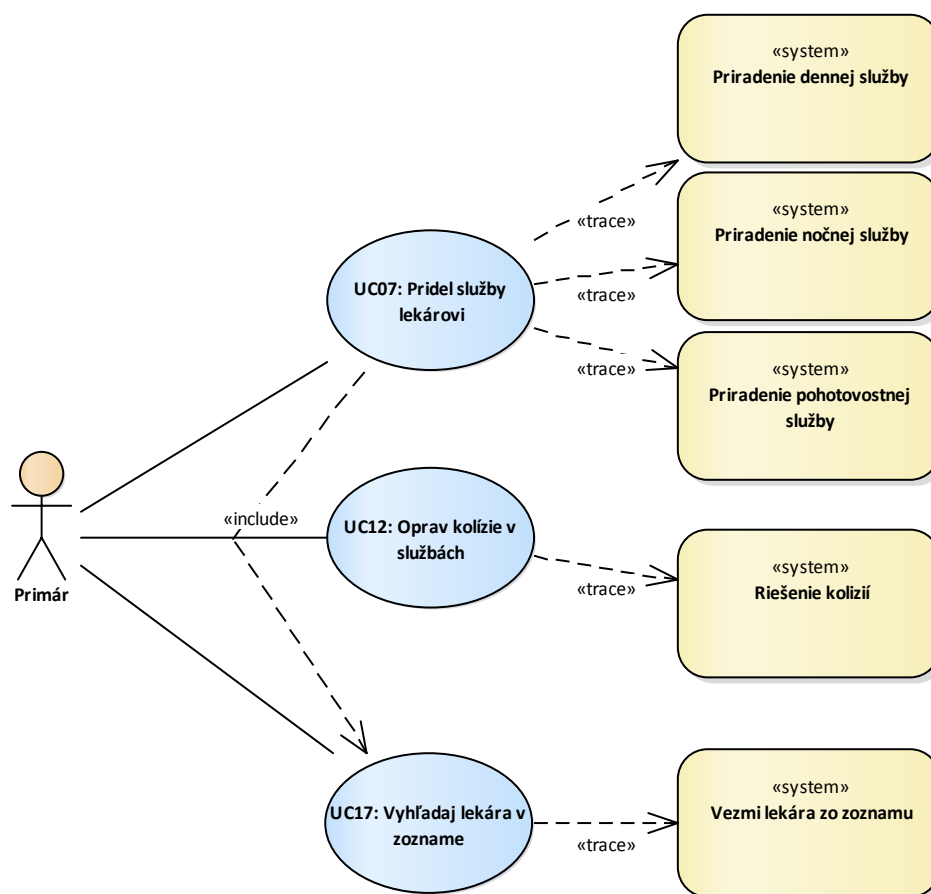 «system»
Priradenie dennej služby
«trace»
«system»
Priradenie nočnej služby
UC07: Pridel služby
lekárovi
«trace»
«system»
Priradenie pohotovostnej
služby
«trace»
«include»
UC12: Oprav kolízie v
službách
«system»
Riešenie kolizií
«trace»
Primár
UC17: Vyhľadaj lekára v
zozname
«system»
Vezmi lekára zo zoznamu
«trace»